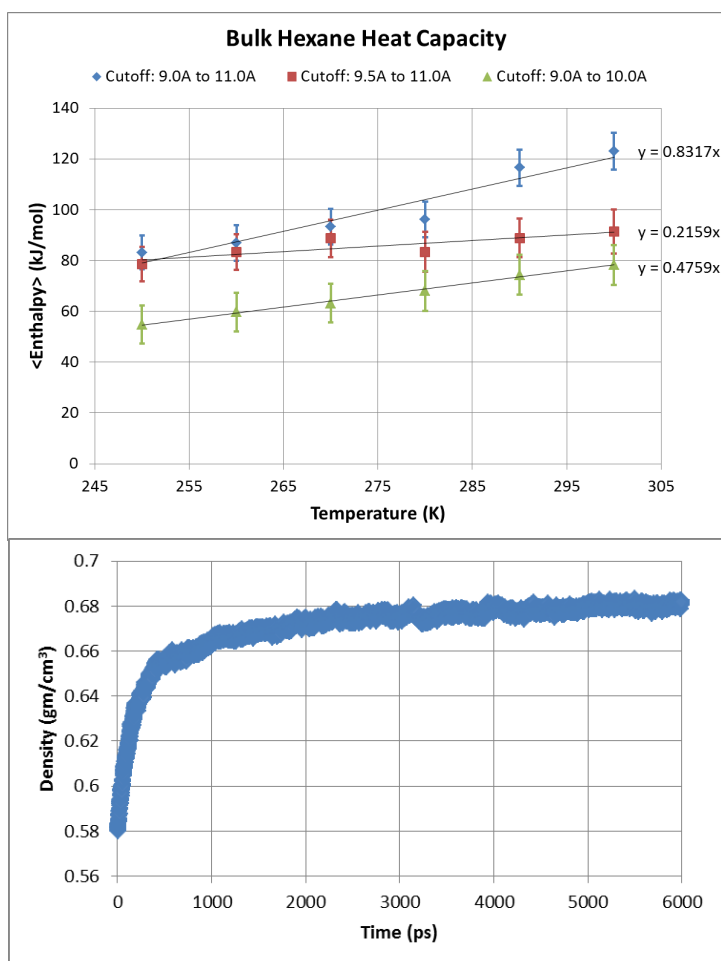 Bulk Hexane Heat Capacity
Cutoff: 9.0A to 11.0A Cutoff: 9.5A to 11.0A Cutoff: 9.0A to 10.0A
140
120
100
80
60
40
20
0
<Enthalpy> (kJ/mol)
y = 0.8317x
y = 0.2159x
y = 0.4759x
245 255 265 275 285 295 305
Temperature (K)
0.7
0.68
0.66
0.64
0.62
0.6
0.58
0.56
Density (gm/cm³)
0 1000 2000 3000 4000 5000 6000
Time (ps)